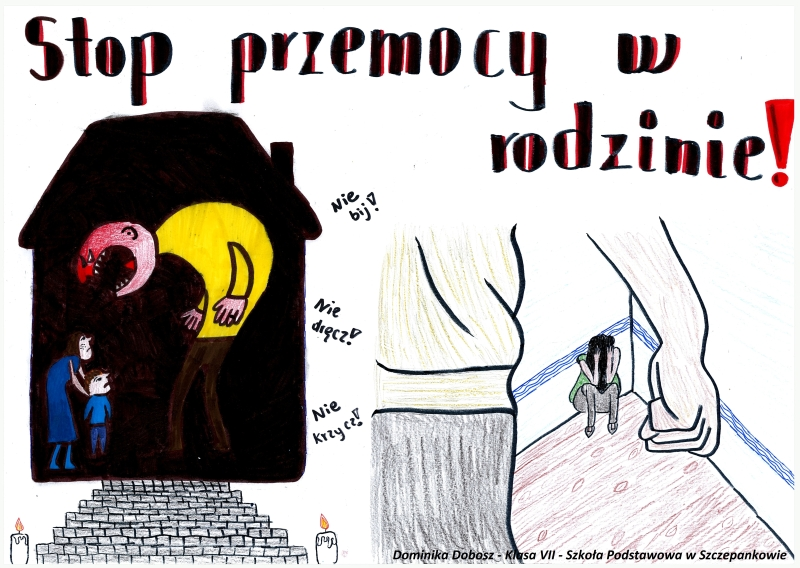 Stop przemocy w
rodzinie!
Nie
bij!
Nie
dręcz!
Nie
krzycz!
Dominika Dobosz - Klasa VII - Szkoła Podstawowa w Szczepankowie